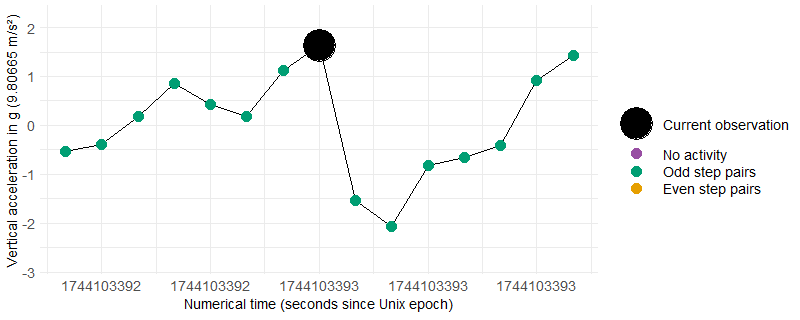 Vertical acceleration in g (9.80665 m/s²)
2
1
0
-1
-2
-3
1744103392 1744103392 1744103393 1744103393 1744103393
Numerical time (seconds since Unix epoch)
Current observation
No activity
Odd step pairs
Even step pairs